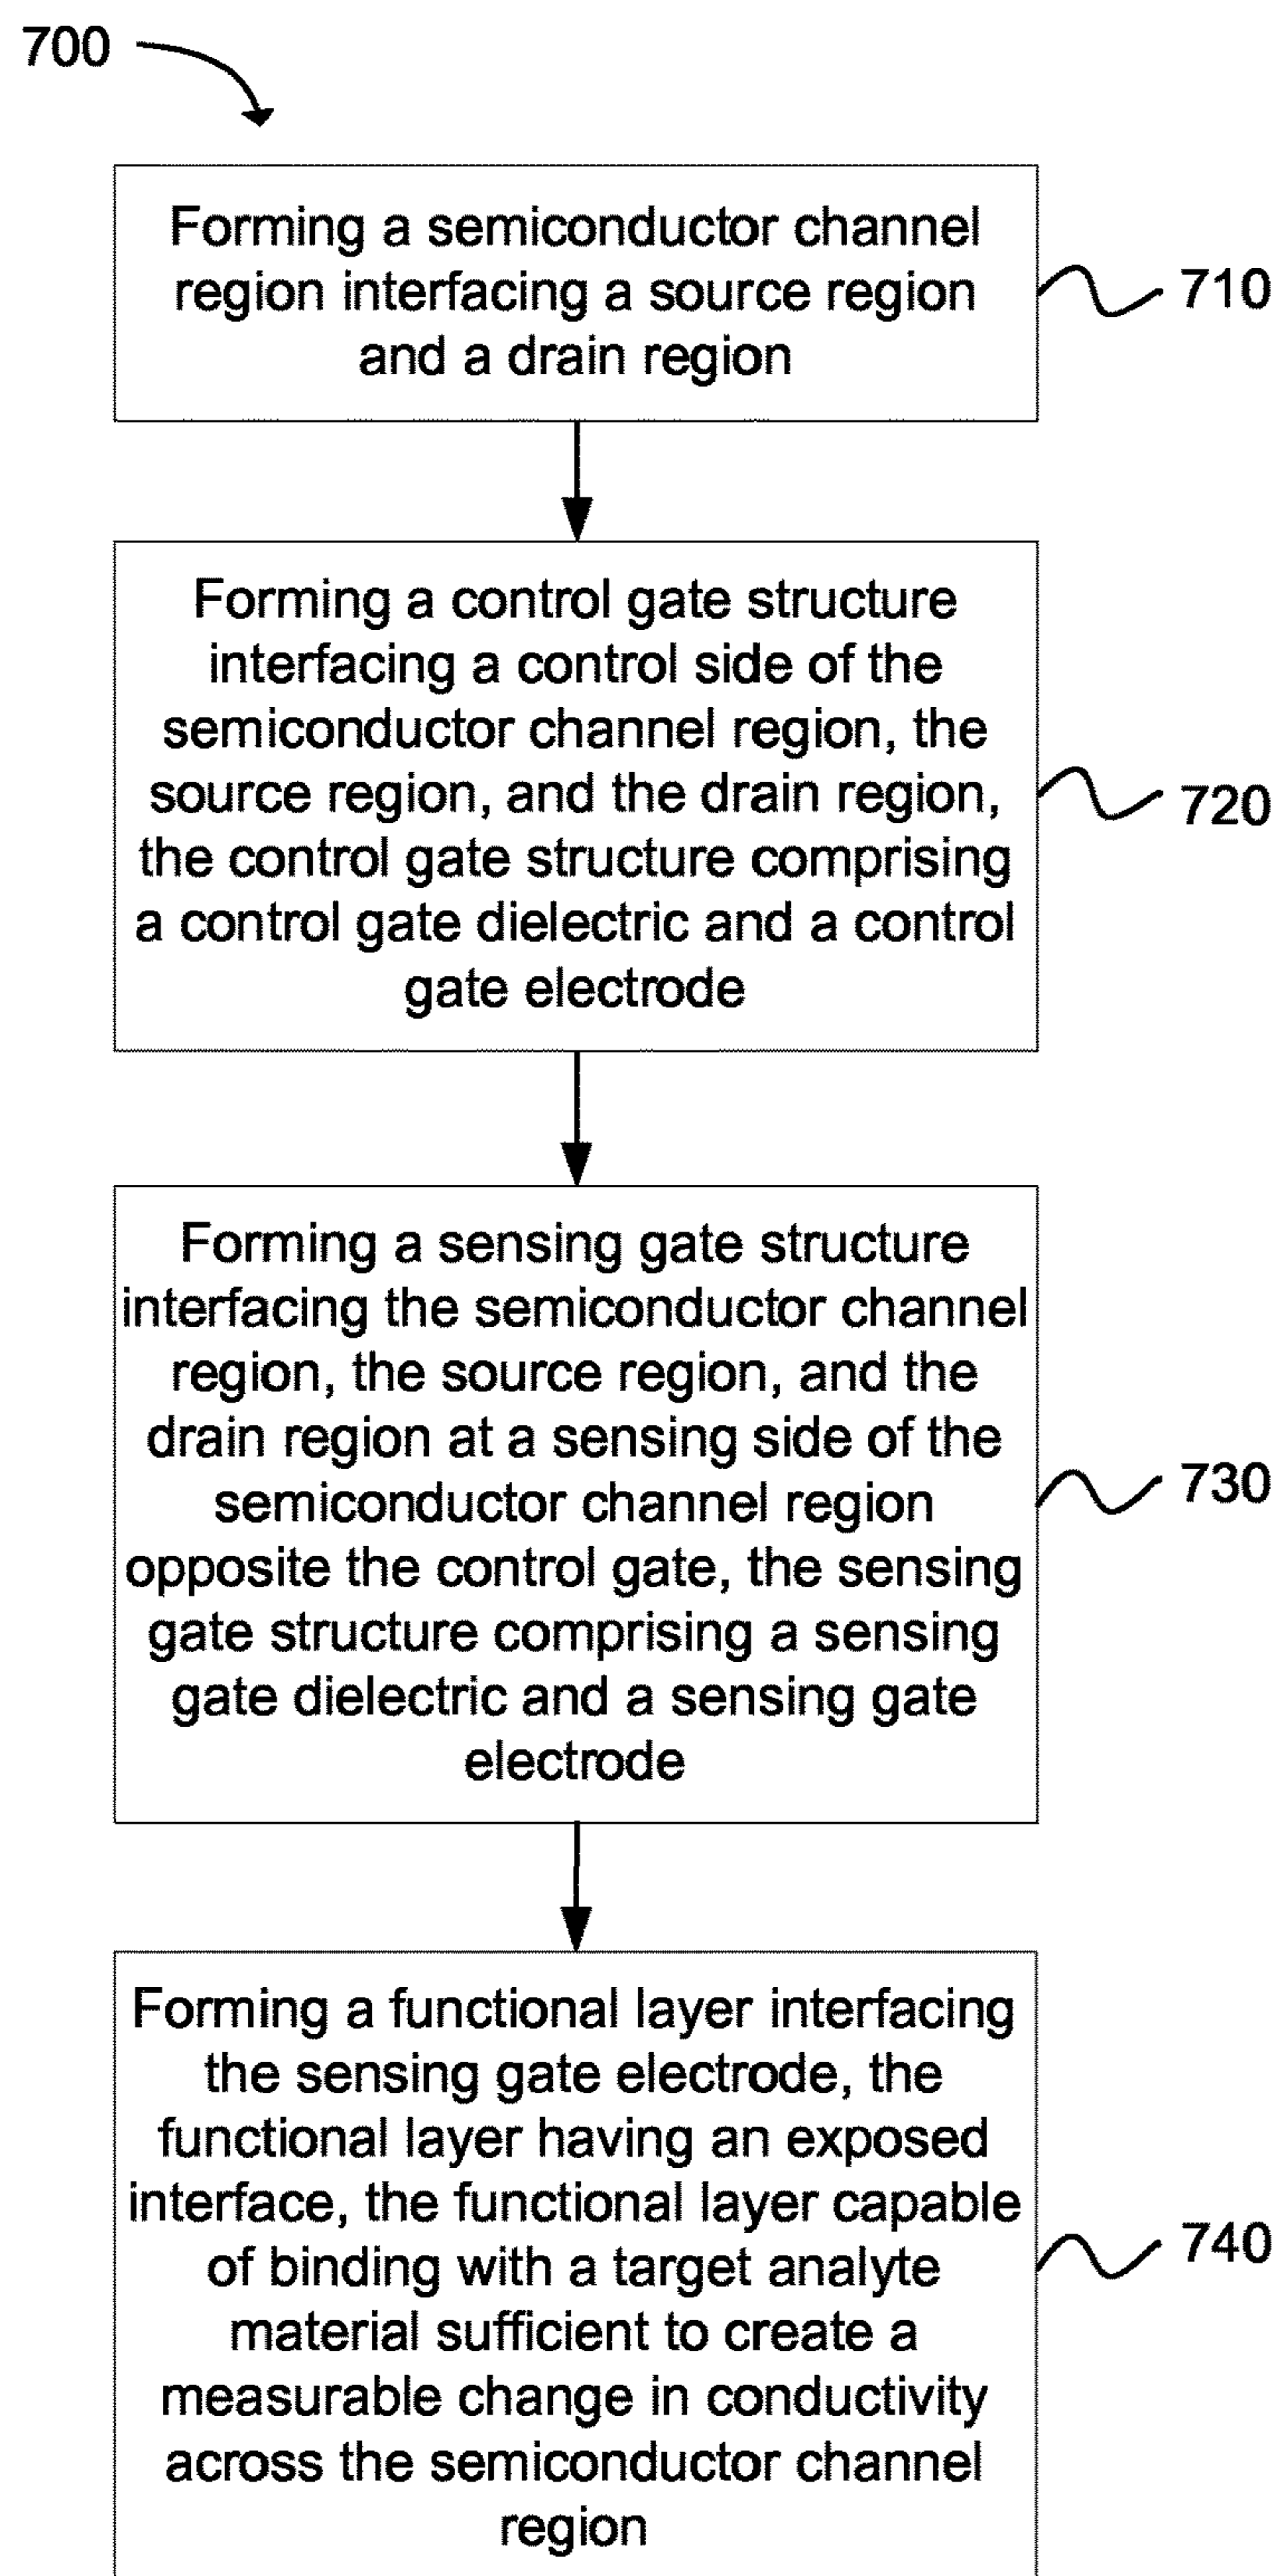 700
Forming a semiconductor channel
region interfacing a source region
and a drain region
710
Forming a control gate structure
interfacing a control side of the
semiconductor channel region, the
source region, and the drain region,
the control gate structure comprising
a control gate dielectric and a control
gate electrode
720
Forming a sensing gate structure
interfacing the semiconductor channel
region, the source region, and the
drain region at a sensing side of the
semiconductor channel region
opposite the control gate, the sensing
gate structure comprising a sensing
gate dielectric and a sensing gate
electrode
730
Forming a functional layer interfacing
the sensing gate electrode, the
functional layer having an exposed
interface, the functional layer capable
of binding with a target analyte
material sufficient to create a
measurable change in conductivity
across the semiconductor channel
region
740